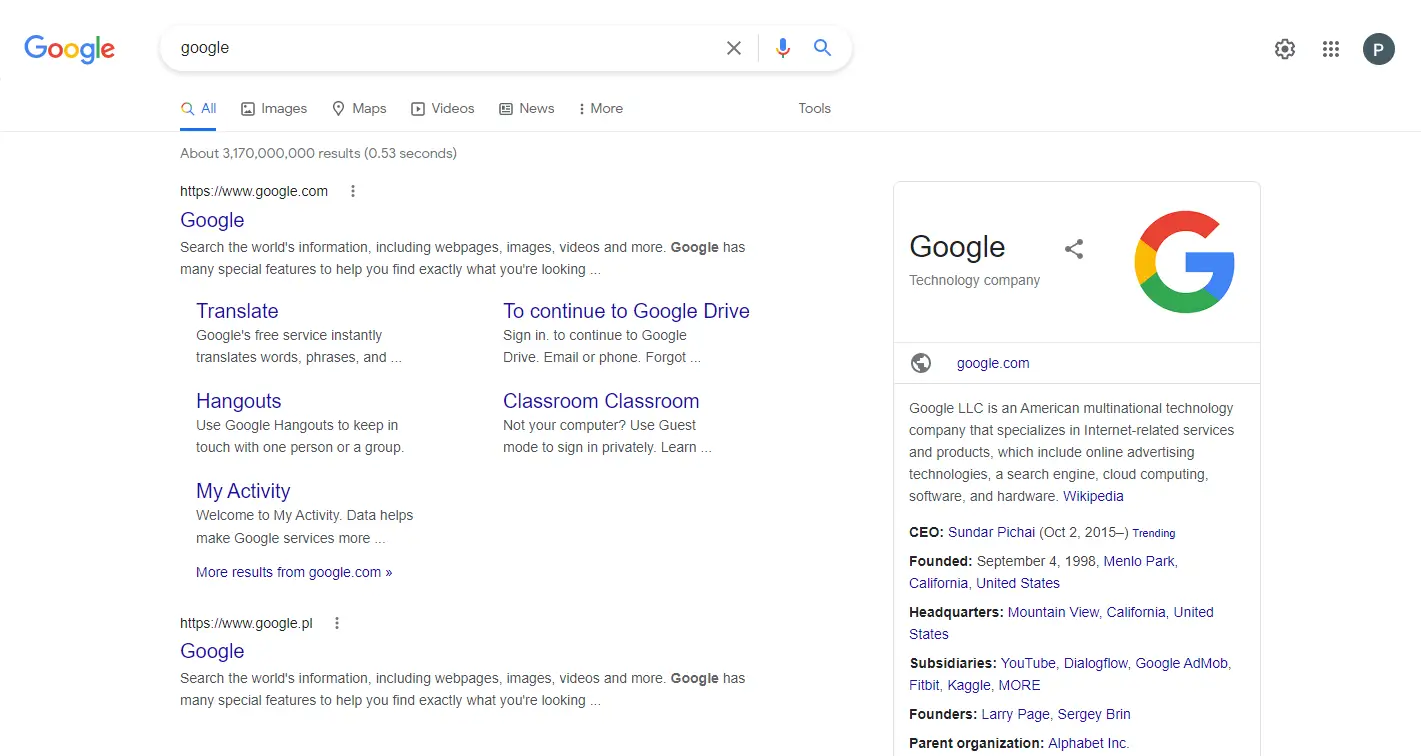 Google
google
P
All Images Maps Videos News More Tools
About 3,170,000,000 results (0.53 seconds)
https://www.google.com
Google
Search the world's information, including webpages, images, videos and more. Google has
many special features to help you find exactly what you're looking ...
Translate
Google's free service instantly
translates words, phrases, and ...
To continue to Google Drive
Sign in. to continue to Google
Drive. Email or phone. Forgot ...
Hangouts
Use Google Hangouts to keep in
touch with one person or a group.
Classroom Classroom
Not your computer? Use Guest
mode to sign in privately. Learn ...
My Activity
Welcome to My Activity. Data helps
make Google services more ...
More results from google.com »
https://www.google.pl
Google
Search the world's information, including webpages, images, videos and more. Google has
many special features to help you find exactly what you're looking ...
Google
Technology company
G
google.com
Google LLC is an American multinational technology
company that specializes in Internet-related services
and products, which include online advertising
technologies, a search engine, cloud computing,
software, and hardware. Wikipedia
CEO: Sundar Pichai (Oct 2, 2015–) Trending
Founded: September 4, 1998, Menlo Park,
California, United States
Headquarters: Mountain View, California, United
States
Subsidiaries: YouTube, Dialogflow, Google AdMob,
Fitbit, Kaggle, MORE
Founders: Larry Page, Sergey Brin
Parent organization: Alphabet Inc.